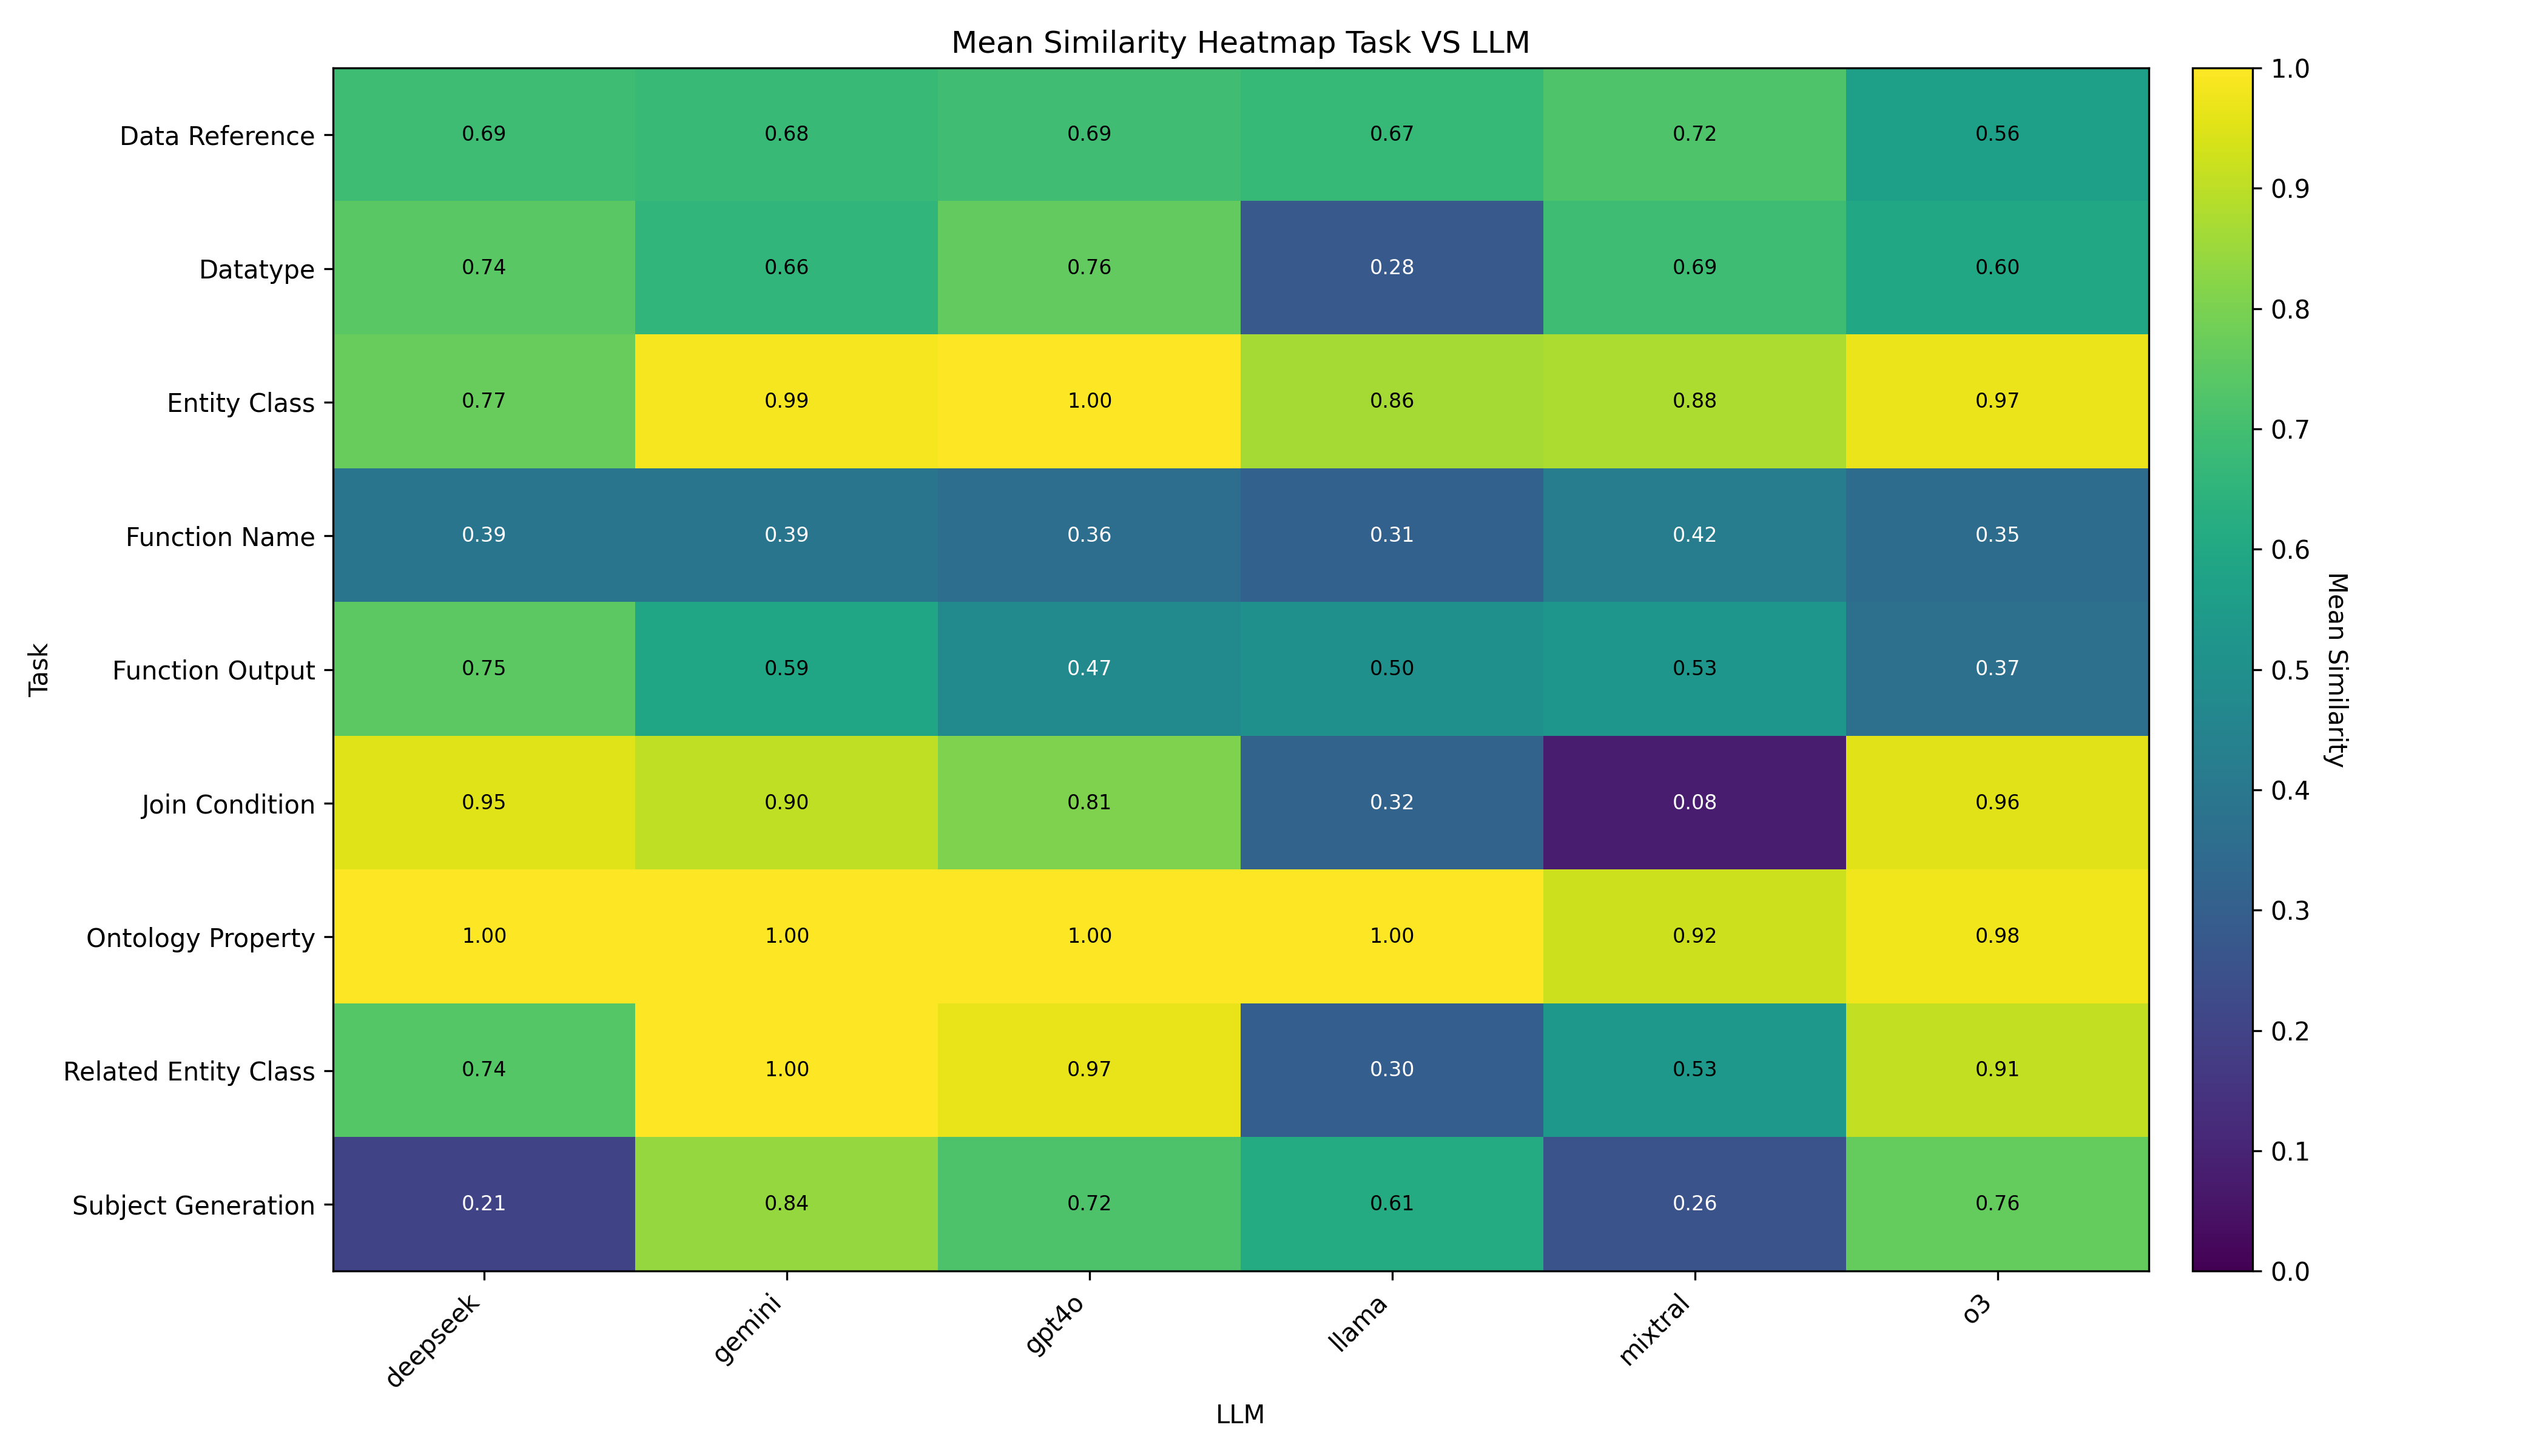 Mean Similarity Heatmap Task VS LLM
Data Reference 0.69 0.68 0.69 0.67 0.72 0.56
Datatype 0.74 0.66 0.76 0.28 0.69 0.60
Entity Class 0.77 0.99 1.00 0.86 0.88 0.97
Function Name 0.39 0.39 0.36 0.31 0.42 0.35
Function Output 0.75 0.59 0.47 0.50 0.53 0.37
Join Condition 0.95 0.90 0.81 0.32 0.08 0.96
Ontology Property 1.00 1.00 1.00 1.00 0.92 0.98
Related Entity Class 0.74 1.00 0.97 0.30 0.53 0.91
Subject Generation 0.21 0.84 0.72 0.61 0.26 0.76
Task
deepseek gemini gpt4o llama mixtral o3
LLM
1.0
0.9
0.8
0.7
0.6
0.5
0.4
0.3
0.2
0.1
0.0
Mean Similarity